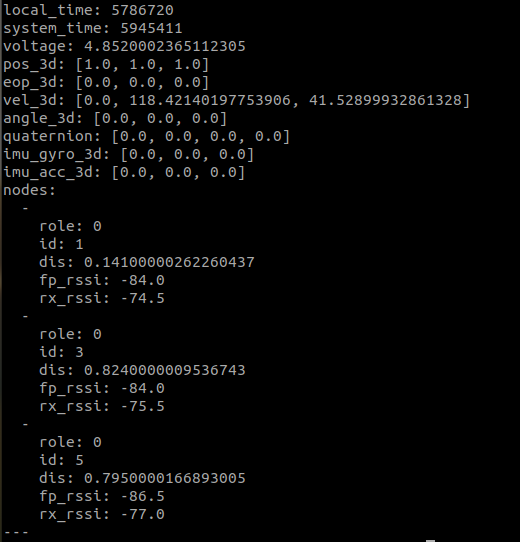 local_time: 5786720
system_time: 5945411
voltage: 4.8520002365112305
pos_3d: [1.0, 1.0, 1.0]
eop_3d: [0.0, 0.0, 0.0]
vel_3d: [0.0, 118.42140197753906, 41.52899932861328]
angle_3d: [0.0, 0.0, 0.0]
quaternion: [0.0, 0.0, 0.0, 0.0]
imu_gyro_3d: [0.0, 0.0, 0.0]
imu_acc_3d: [0.0, 0.0, 0.0]
nodes:
  -
    role: 0
    id: 1
    dis: 0.14100000262260437
    fp_rssi: -84.0
    rx_rssi: -74.5
  -
    role: 0
    id: 3
    dis: 0.8240000009536743
    fp_rssi: -84.0
    rx_rssi: -75.5
  -
    role: 0
    id: 5
    dis: 0.7950000166893005
    fp_rssi: -86.5
    rx_rssi: -77.0
---